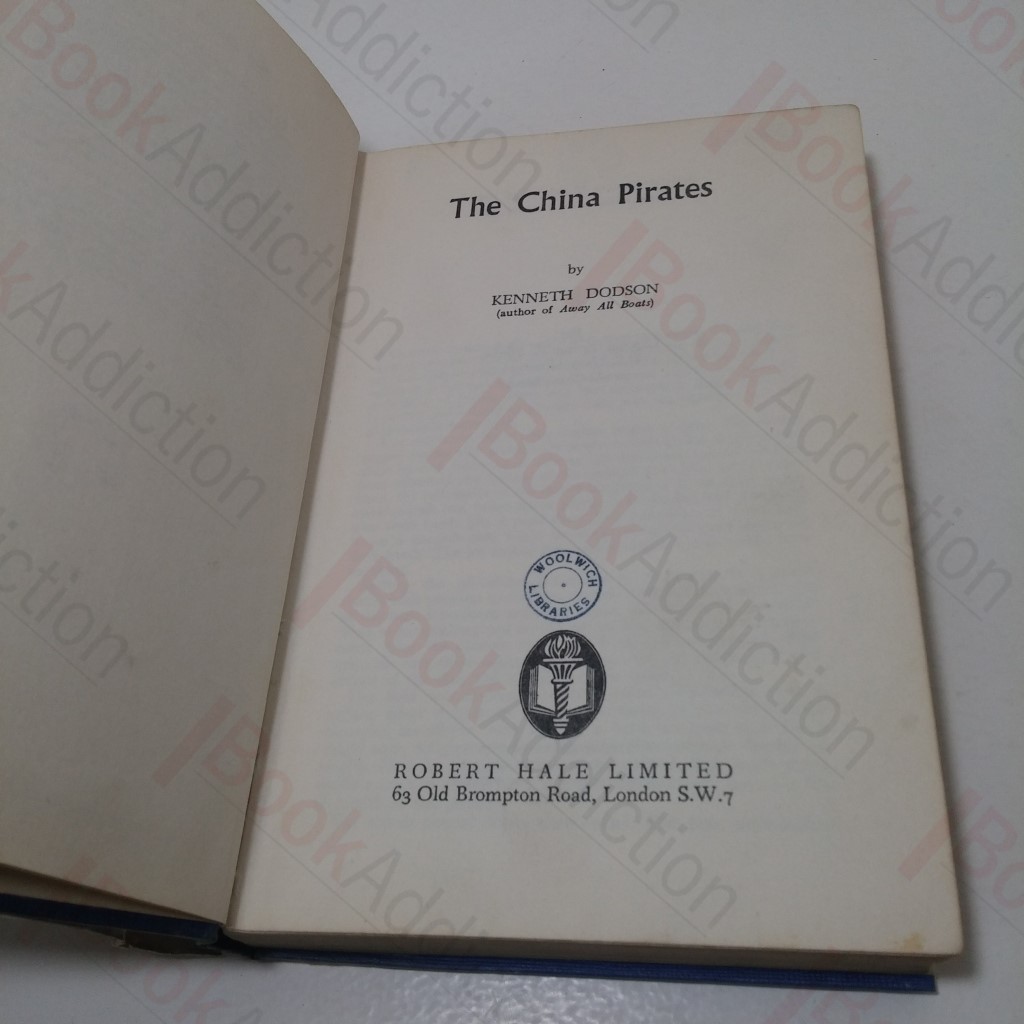 The China Pirates
by
KENNETH DODSON
(author of Away All Boats)
WOOLWICH
LIBRARIES
ROBERT HALE LIMITED
63 Old Brompton Road, London S.W.7
BookAddiction